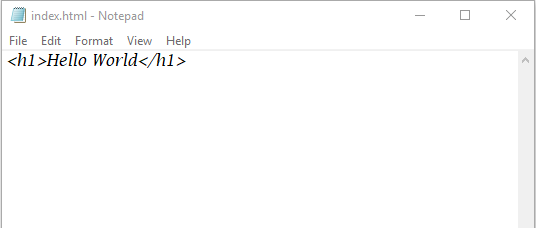 index.html - Notepad
File Edit Format View Help
<h1>Hello World</h1>